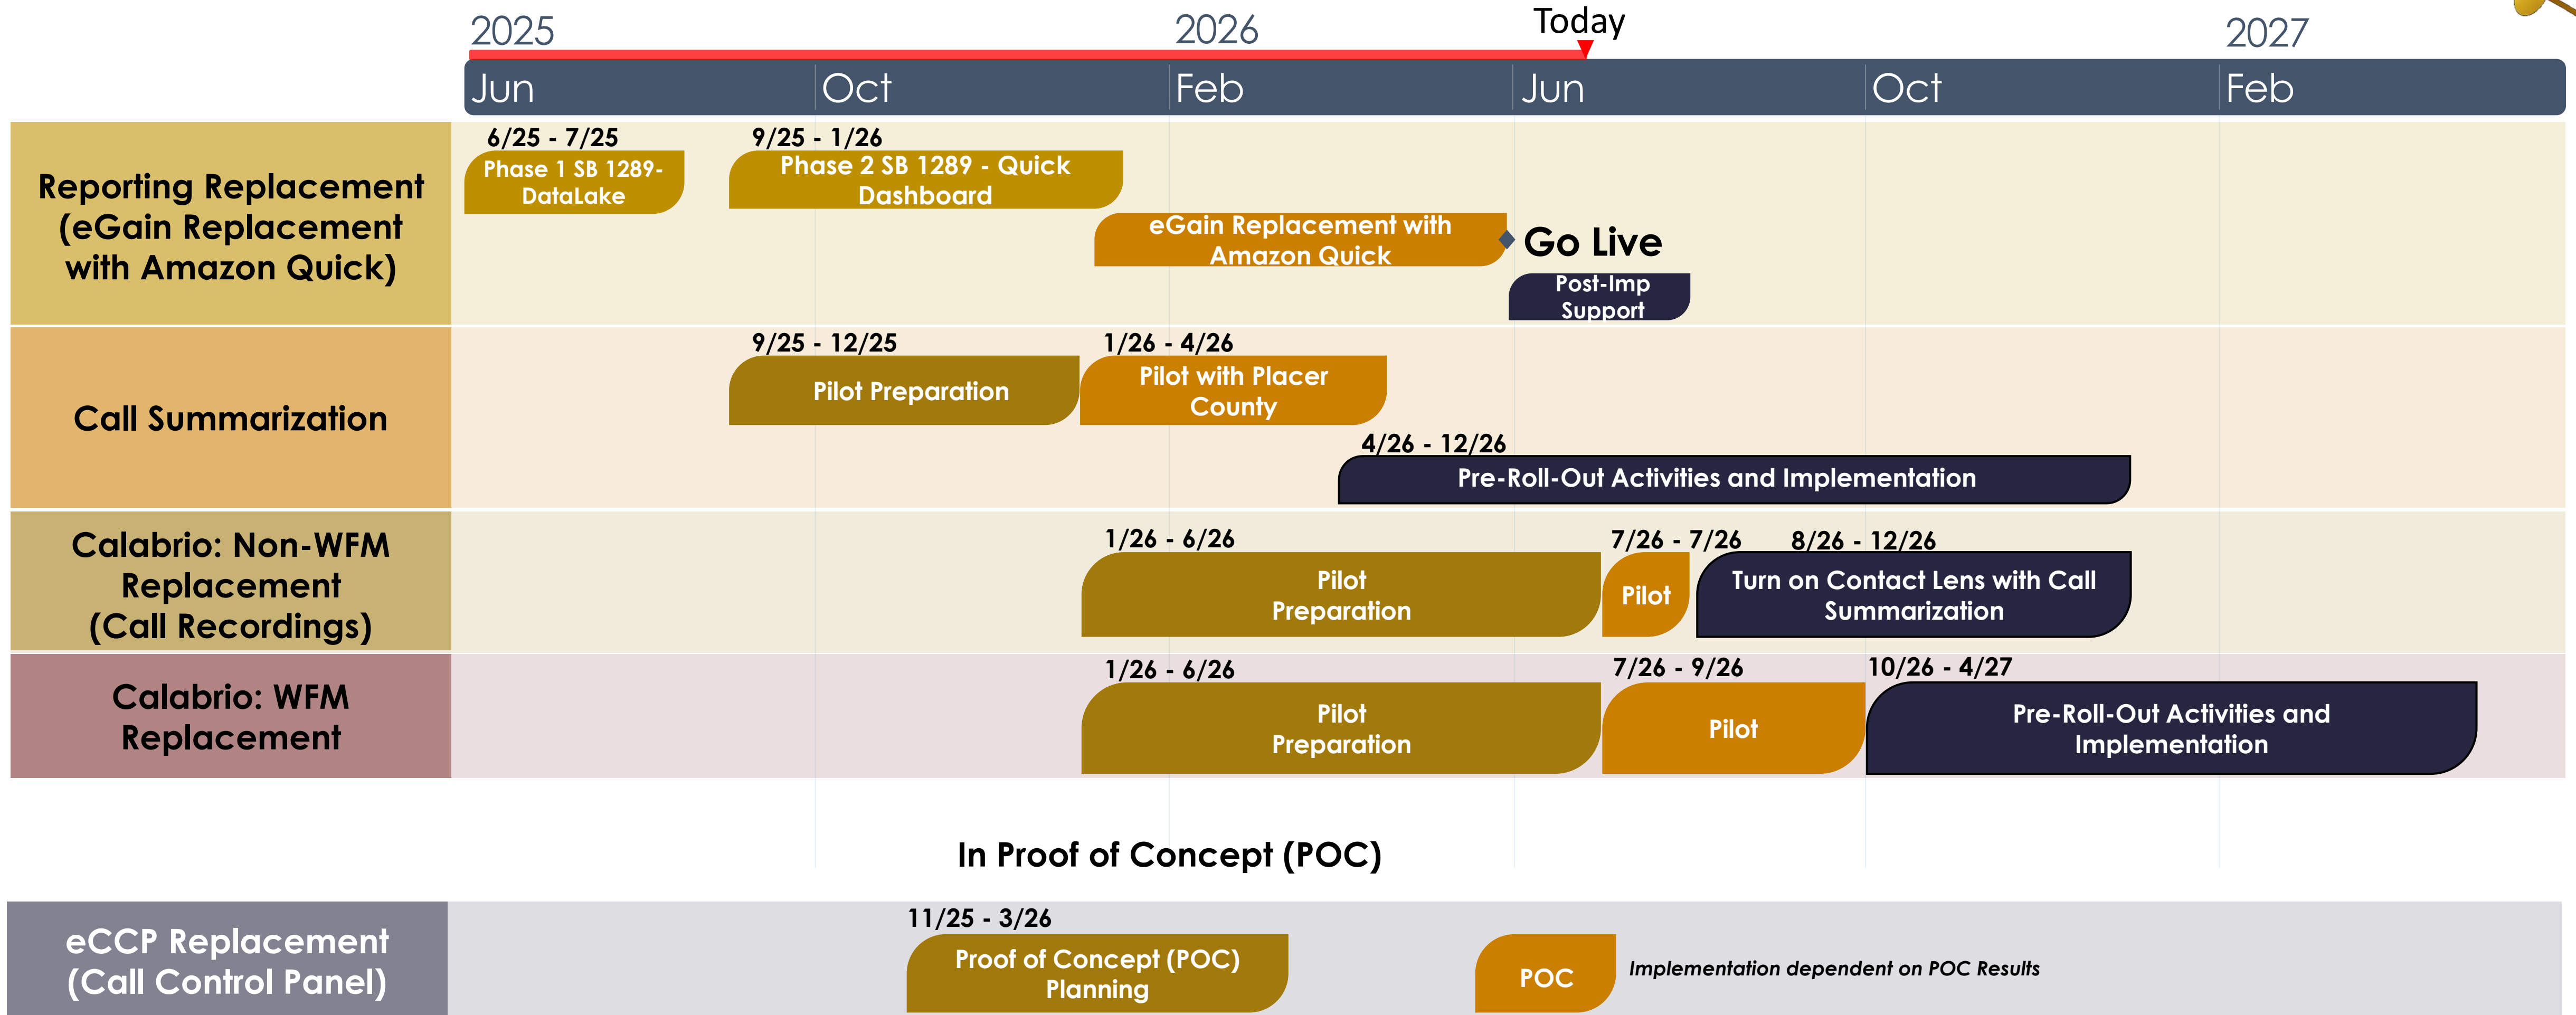 2025
2026
Today
2027
Jun
Oct
Feb
Jun
Oct
Feb
Reporting Replacement
(eGain Replacement
with Amazon Quick)
6/25 - 7/25
Phase 1 SB 1289-
DataLake
9/25 - 1/26
Phase 2 SB 1289 - Quick
Dashboard
eGain Replacement with
Amazon Quick
Go Live
Post-Imp
Support
Call Summarization
9/25 - 12/25
Pilot Preparation
1/26 - 4/26
Pilot with Placer
County
4/26 - 12/26
Pre-Roll-Out Activities and Implementation
Calabrio: Non-WFM
Replacement
(Call Recordings)
1/26 - 6/26
Pilot
Preparation
7/26 - 7/26
Pilot
8/26 - 12/26
Turn on Contact Lens with Call
Summarization
Calabrio: WFM
Replacement
1/26 - 6/26
Pilot
Preparation
7/26 - 9/26
Pilot
10/26 - 4/27
Pre-Roll-Out Activities and
Implementation
In Proof of Concept (POC)
eCCP Replacement
(Call Control Panel)
11/25 - 3/26
Proof of Concept (POC)
Planning
POC
Implementation dependent on POC Results